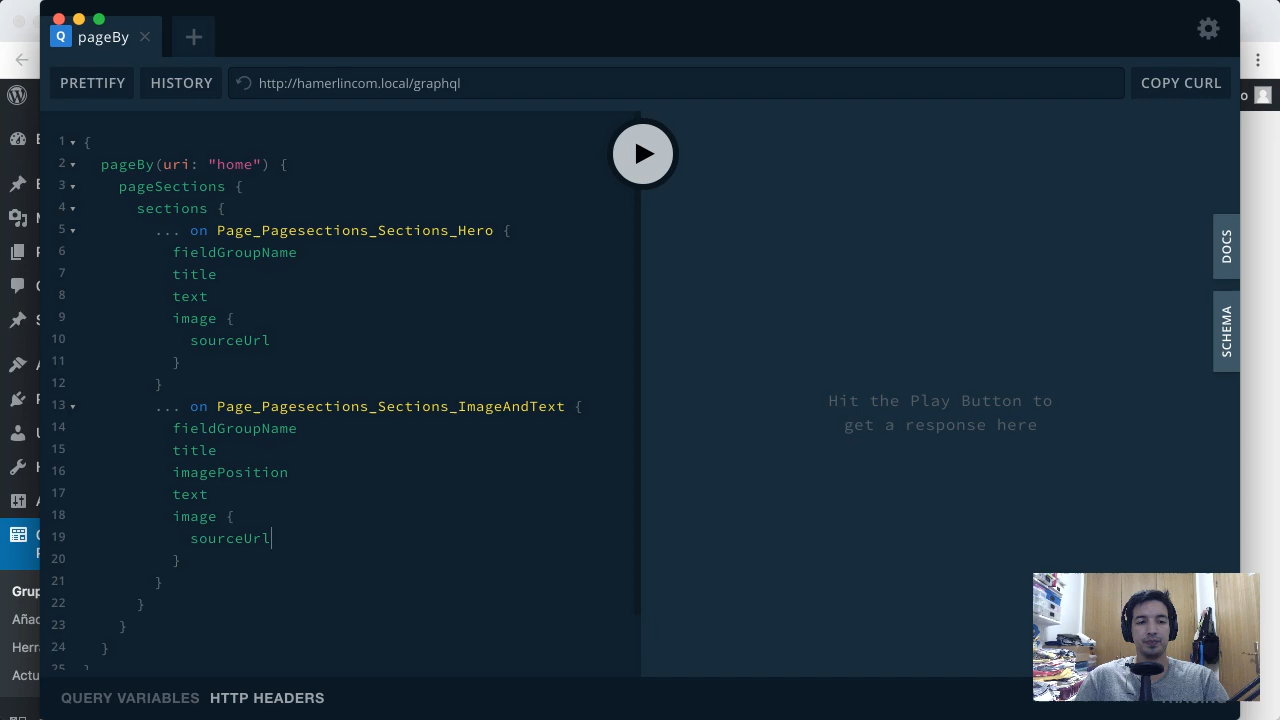 Q pageBy
PRETTIFY HISTORY http://hamerlincom.local/graphql COPY CURL
1 {
2 pageBy(uri: "home") {
3 pageSections {
4 sections {
5 ... on Page_Pagesections_Sections_Hero {
6 fieldGroupName
7 title
8 text
9 image {
10 sourceUrl
11 }
12 }
13 ... on Page_Pagesections_Sections_ImageAndText {
14 fieldGroupName
15 title
16 imagePosition
17 text
18 image {
19 sourceUrl
20 }
21 }
22 }
23 }
24 }
25 }
Hit the Play Button to
get a response here
DOCS
SCHEMA
Grup
Añad
Herra
Actu
QUERY VARIABLES HTTP HEADERS